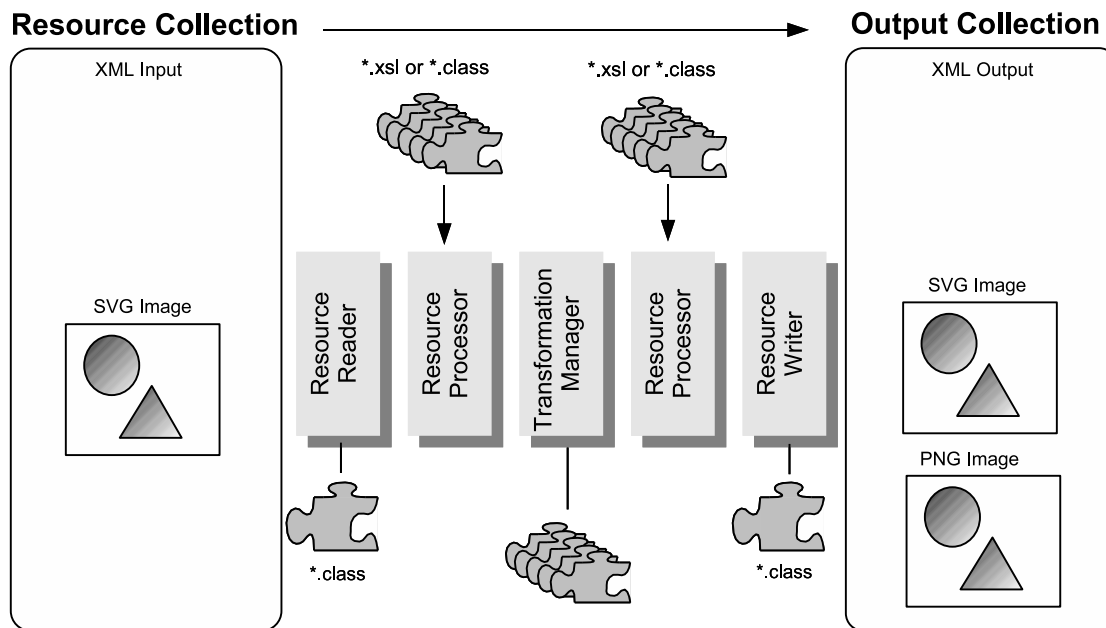 Resource Collection
Output Collection
XML Input
*.xsl or *.class
*.xsl or *.class
XML Output
SVG Image
Resource
Reader
Resource
Processor
Transformation
Manager
Resource
Processor
Resource
Writer
SVG Image
PNG Image
*.class
*.class